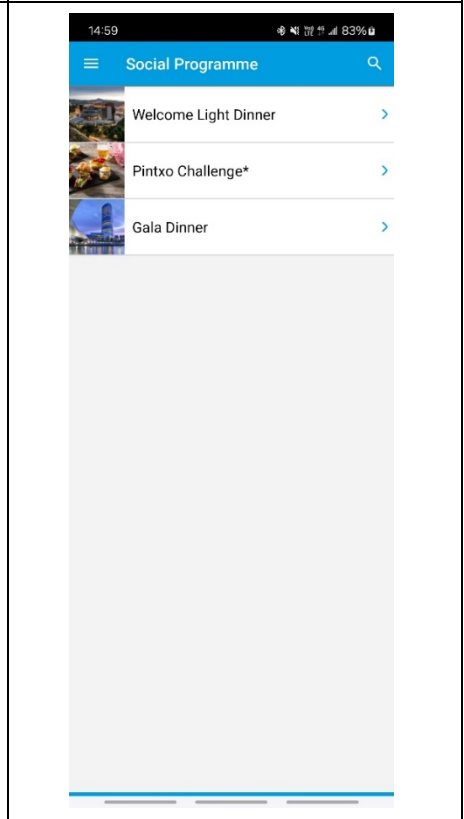 14:59 83%
Social Programme
Welcome Light Dinner
Pintxo Challenge*
Gala Dinner